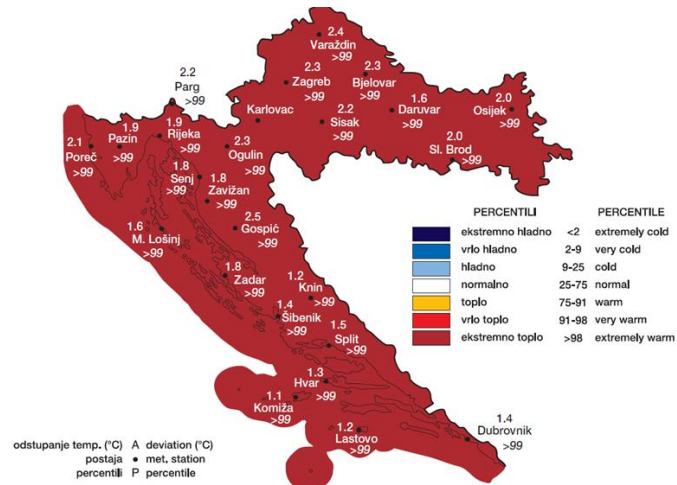 2.4
Varaždin
>99
2.3
Zagreb
>99
2.3
Bjelovar
>99
2.2
Parg
>99
Karlovac
2.2
Sisak
>99
1.6
Daruvar
>99
2.0
Osijek
>99
2.0
Sl. Brod
>99
2.1
Poreč
>99
1.9
Pazin
>99
1.9
Rijeka
>99
2.3
Ogulin
>99
1.8
Senj
>99
1.8
Zavižan
>99
2.5
Gospić
>99
1.6
M. Lošinj
>99
1.8
Zadar
>99
1.2
Knin
>99
1.4
Šibenik
>99
1.5
Split
>99
1.3
Hvar
>99
1.1
Komiža
>99
1.2
Lastovo
>99
1.4
Dubrovnik
>99
PERCENTILI PERCENTILE
ekstremno hladno <2 extremely cold
vrlo hladno 2-9 very cold
hladno 9-25 cold
normalno 25-75 normal
toplo 75-91 warm
vrlo toplo 91-98 very warm
ekstremno toplo >98 extremely warm
odstupanje temp. (°C) A deviation (°C)
postaja • met, station
percentili P percentile